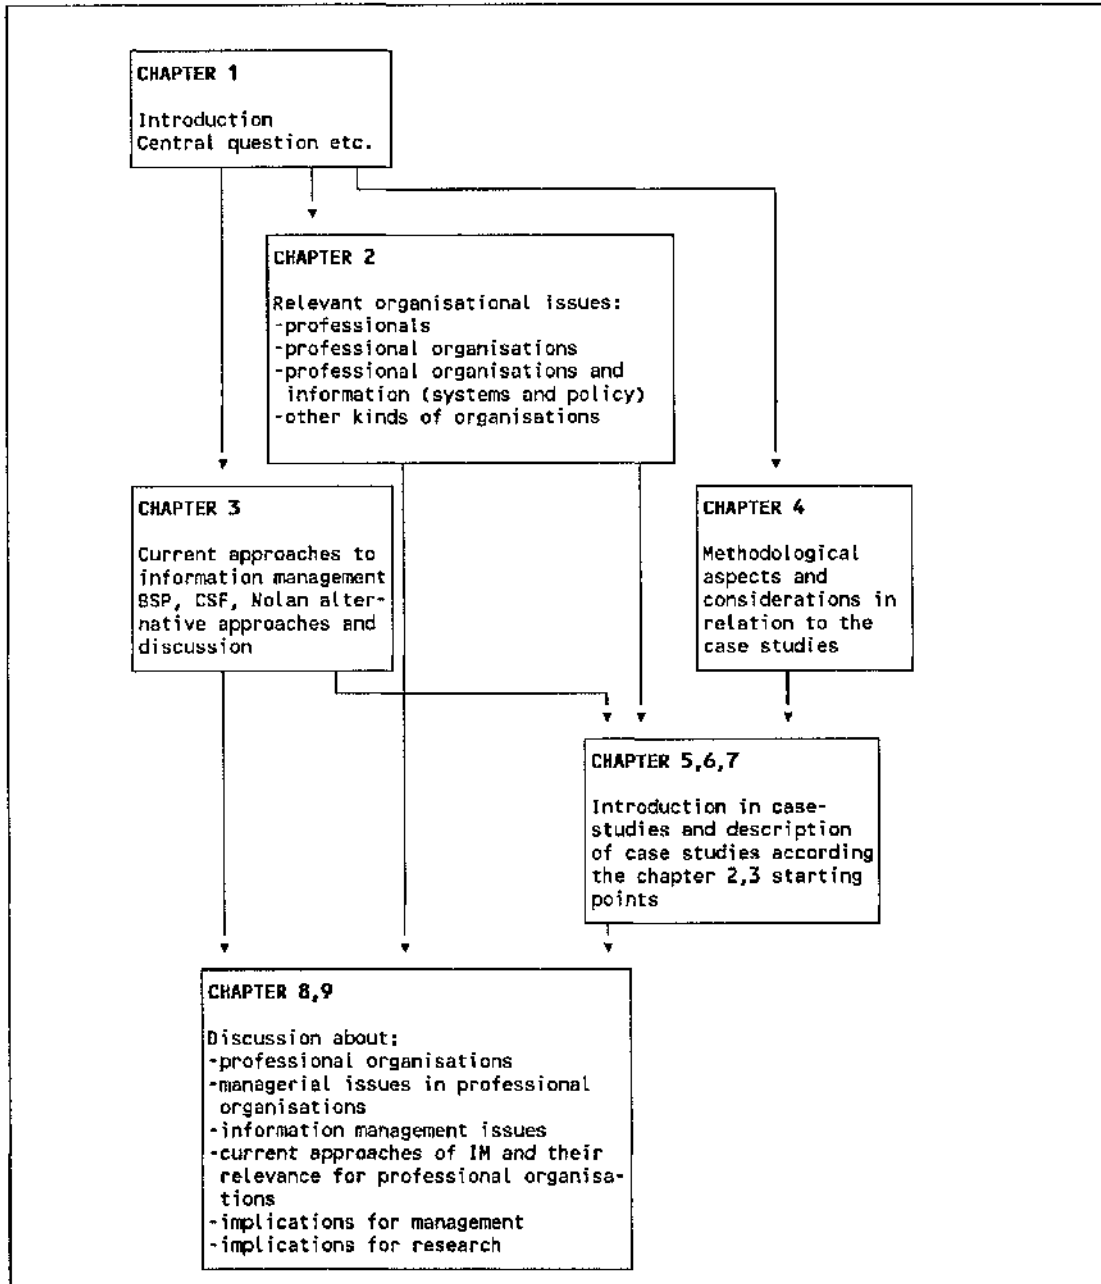 CHAPTER 1
Introduction
Central question etc.
CHAPTER 2
Relevant organisational issues:
-professionals
-professional organisations
-professional organisations and
information (systems and policy)
-other kinds of organisations
CHAPTER 3
Current approaches to
information management
BSP, CSF, Nolan alter-
native approaches and
discussion
CHAPTER 4
Methodological
aspects and
considerations in
relation to the
case studies
CHAPTER 5,6,7
Introduction in case-
studies and description
of case studies according
the chapter 2,3 starting
points
CHAPTER 8,9
Discussion about:
-professional organisations
-managerial issues in professional
organisations
-information management issues
-current approaches of IM and their
relevance for professional organisa-
tions
-implications for management
-implications for research